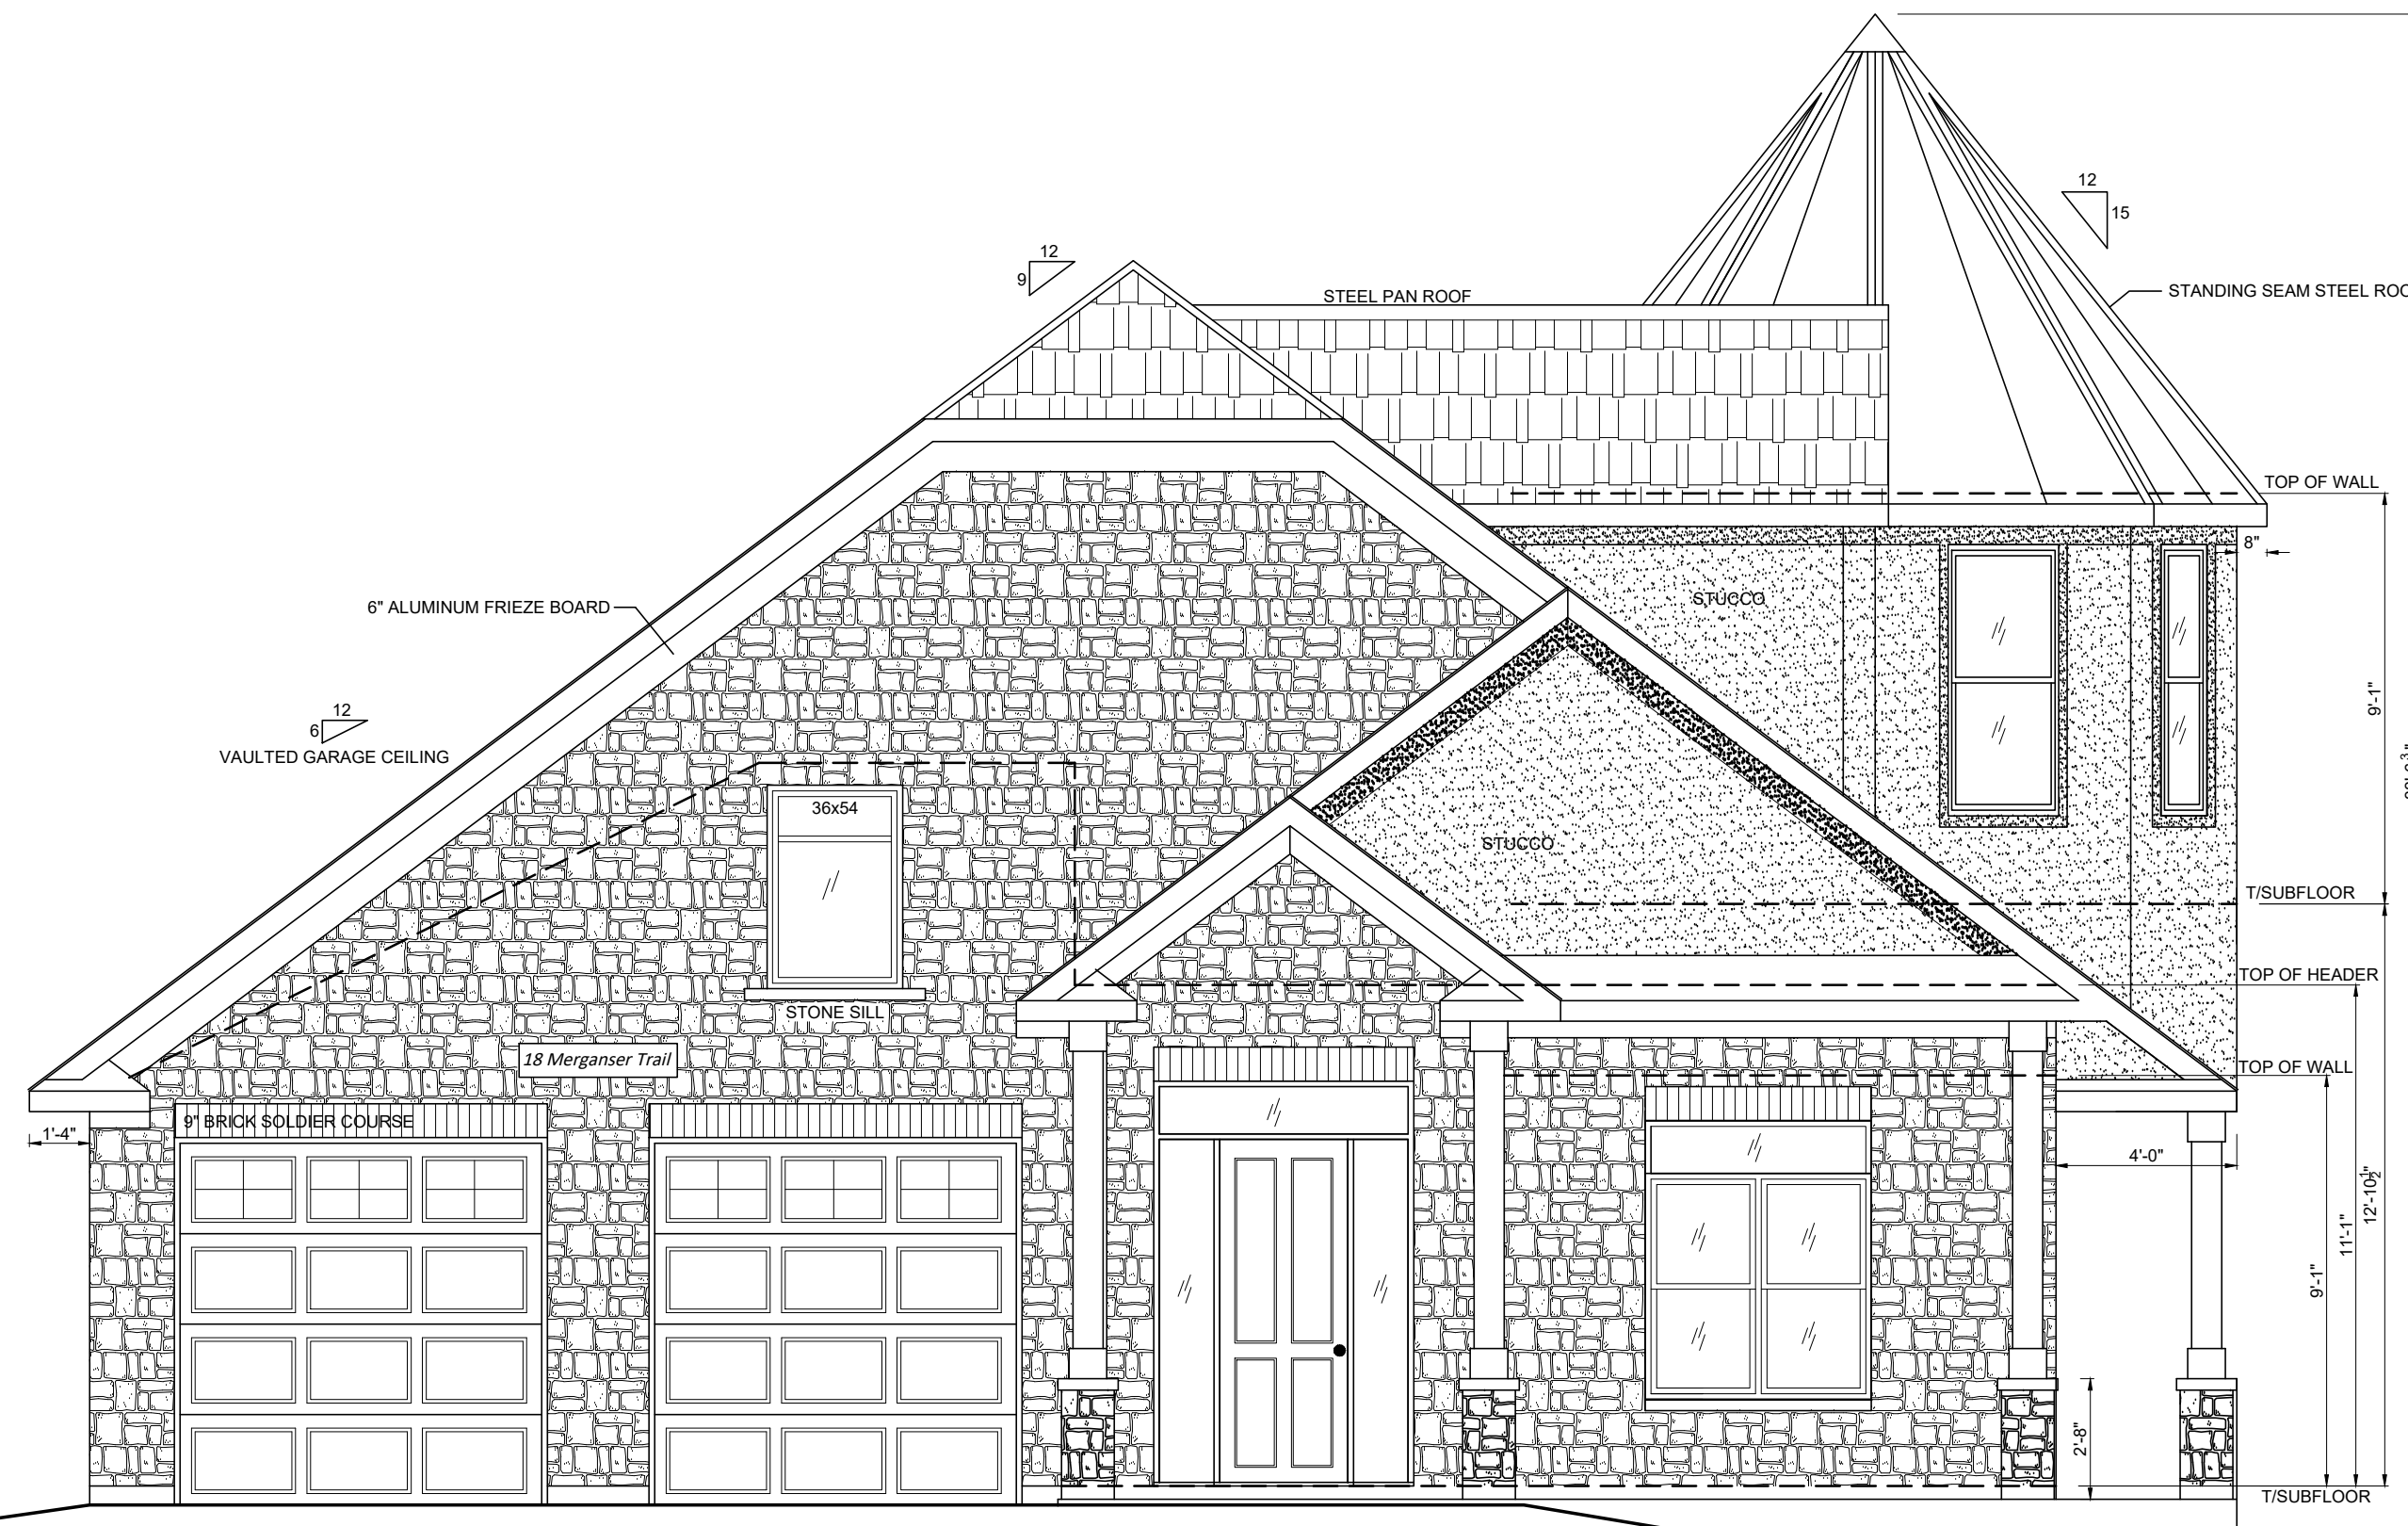 12
15
12
9
STEEL PAN ROOF
STANDING SEAM STEEL ROO
TOP OF WALL
8"
6" ALUMINUM FRIEZE BOARD
STUCCO
9'-1"
12
6
VAULTED GARAGE CEILING
36x54
STUCCO
T/SUBFLOOR
TOP OF HEADER
STONE SILL
18 Merganser Trail
TOP OF WALL
9" BRICK SOLDIER COURSE
1'-4"
4'-0"
12'-10½"
11'-1"
9'-1"
2'-8"
T/SUBFLOOR